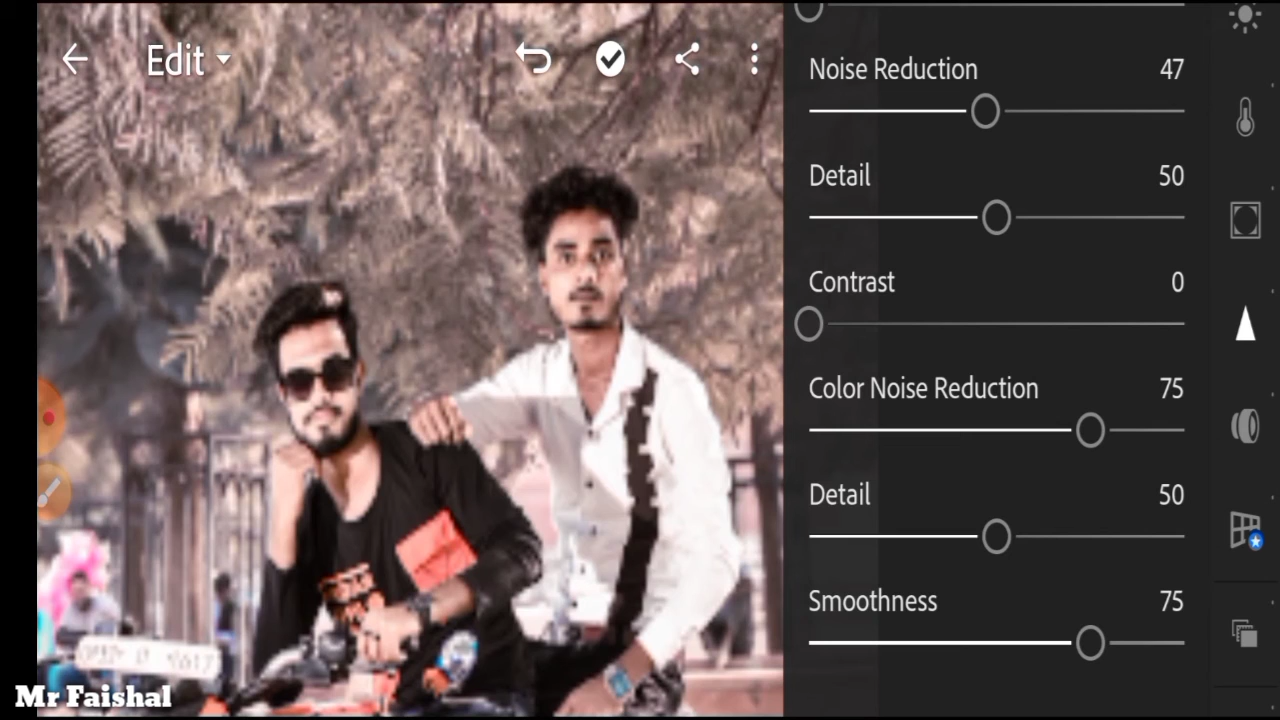 Edit
Noise Reduction 47
Detail 50
Contrast 0
Color Noise Reduction 75
Detail 50
Smoothness 75
Mr Faishal